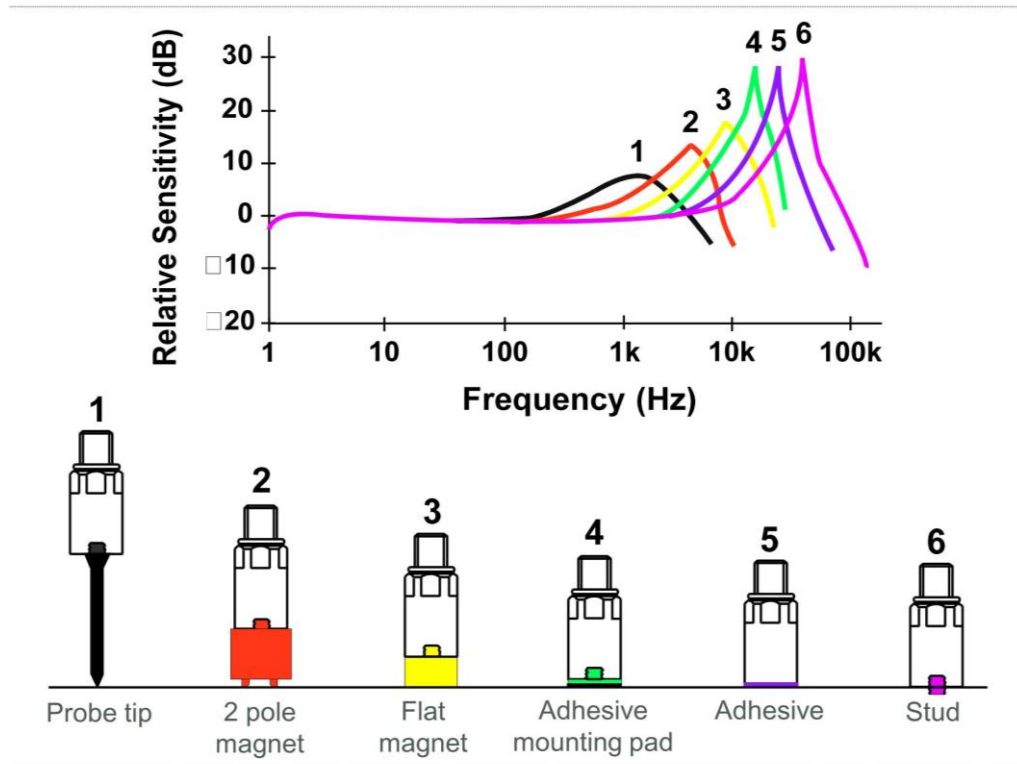 1
2
3
4 5 6
Relative Sensitivity (dB)
30
20
10
0
□10
□20
1 10 100 1k 10k 100k
Frequency (Hz)
1
2
3
4
5
6
Probe tip
2 pole
magnet
Flat
magnet
Adhesive
mounting pad
Adhesive
Stud